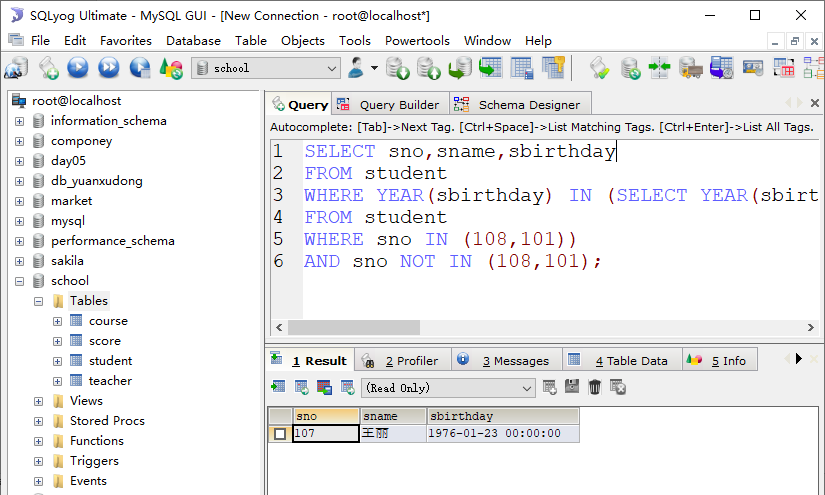 SQLyog Ultimate - MySQL GUI - [New Connection - root@localhost*]
File Edit Favorites Database Table Objects Tools Powertools Window Help
school
root@localhost
information_schema
componey
day05
db_yuanxudong
market
mysql
performance_schema
sakila
school
Tables
course
score
student
teacher
Views
Stored Procs
Functions
Triggers
Events
Query Query Builder Schema Designer
Autocomplete: [Tab]->Next Tag. [Ctrl+Space]->List Matching Tags. [Ctrl+Enter]->List All Tags.
1 SELECT sno,sname,sbirthday
2 FROM student
3 WHERE YEAR(sbirthday) IN (SELECT YEAR(sbirt
4 FROM student
5 WHERE sno IN (108,101))
6 AND sno NOT IN (108,101);
1 Result 2 Profiler 3 Messages 4 Table Data 5 Info
(Read Only)
sno sname sbirthday
107 王丽 1976-01-23 00:00:00